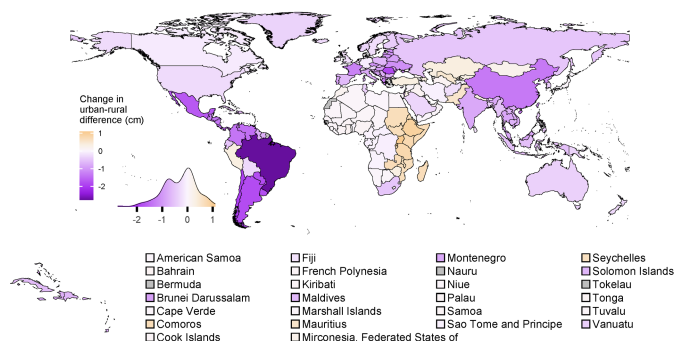 Change in
urban-rural
difference (cm)
1
0
-1
-2
-2 -1 0 1
American Samoa
Bahrain
Bermuda
Brunei Darussalam
Cape Verde
Comoros
Cook Islands
Fiji
French Polynesia
Kiribati
Maldives
Marshall Islands
Mauritius
Mirconesia, Federated States of
Montenegro
Nauru
Niue
Palau
Samoa
Sao Tome and Principe
Seychelles
Solomon Islands
Tokelau
Tonga
Tuvalu
Vanuatu